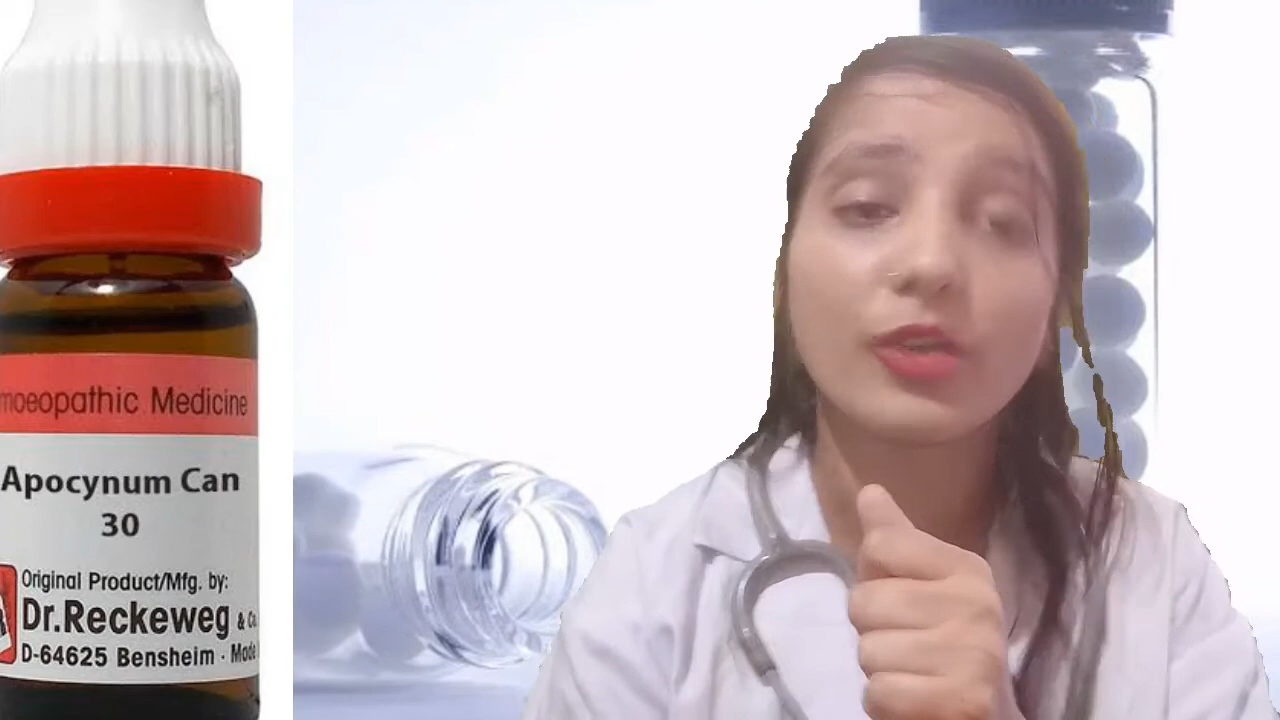 moeopathic Medicine
Apocynum Can
30
Original Product/Mfg. by:
Dr.Reckeweg & Co.
D-64625 Bensheim - Made